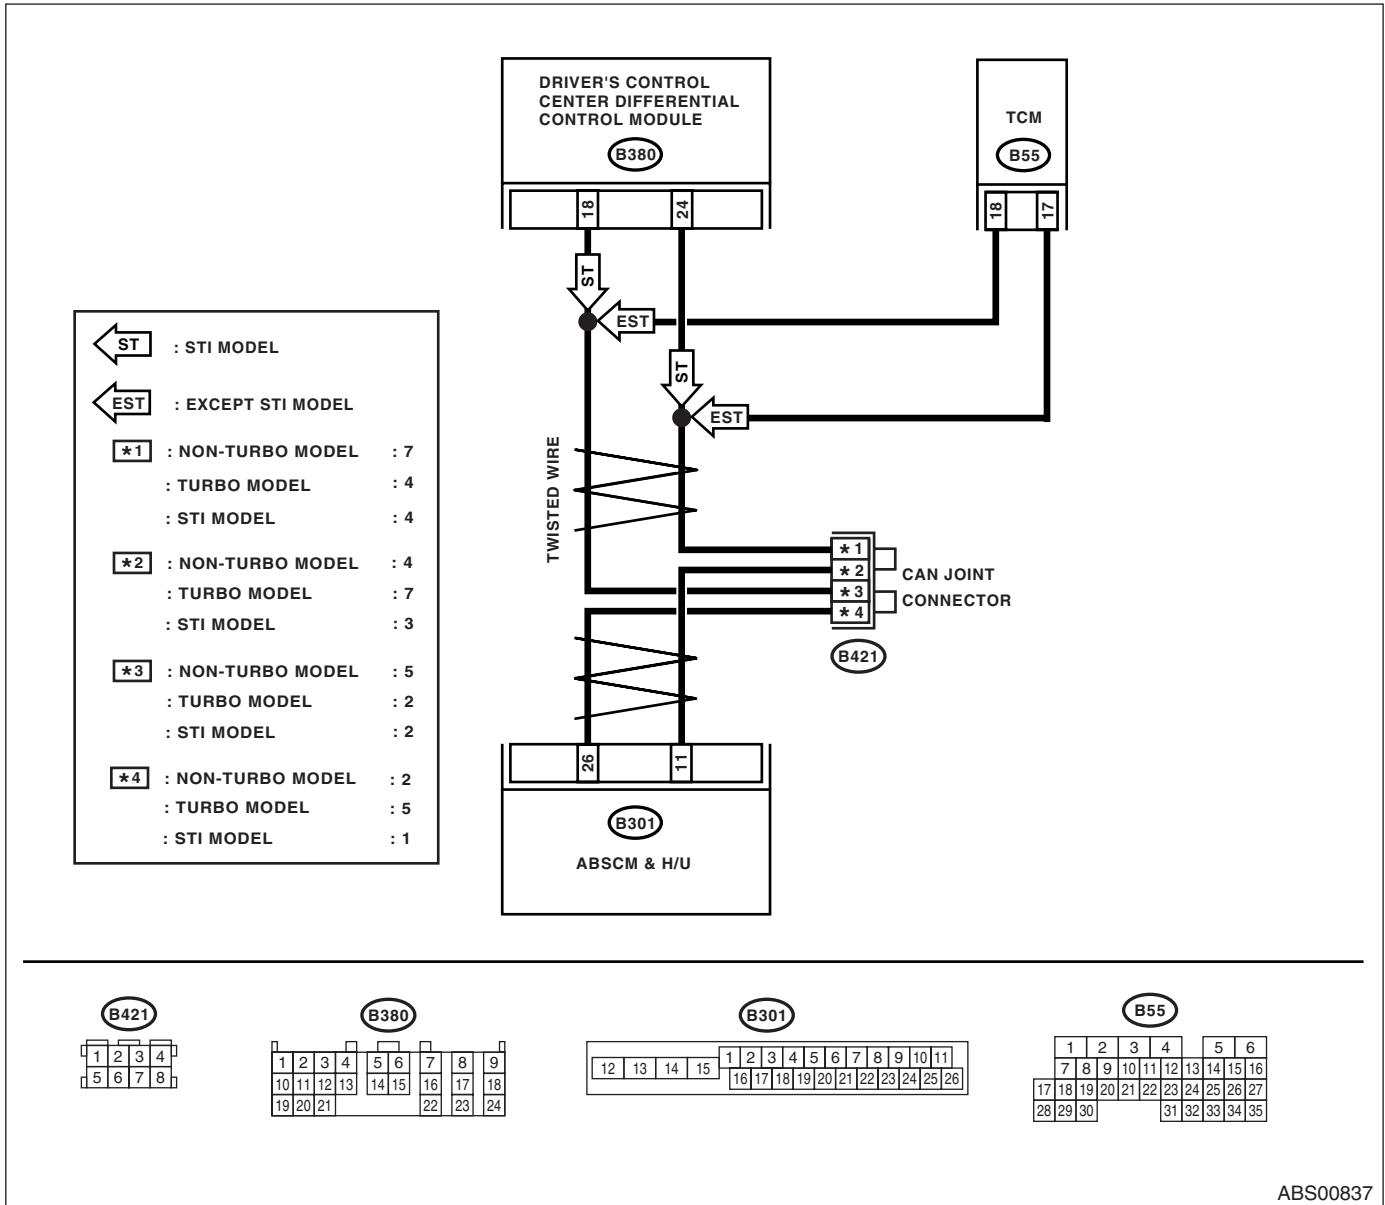 DRIVER'S CONTROL
CENTER DIFFERENTIAL
CONTROL MODULE
B380
18
24
TCM
B55
18
17
ST
EST
ST
EST
TWISTED WIRE
*1
*2
*3
*4
CAN JOINT
CONNECTOR
B421
26
11
B301
ABSCM & H/U
ST : STI MODEL
EST : EXCEPT STI MODEL
*1 : NON-TURBO MODEL : 7
: TURBO MODEL : 4
: STI MODEL : 4
*2 : NON-TURBO MODEL : 4
: TURBO MODEL : 7
: STI MODEL : 3
*3 : NON-TURBO MODEL : 5
: TURBO MODEL : 2
: STI MODEL : 2
*4 : NON-TURBO MODEL : 2
: TURBO MODEL : 5
: STI MODEL : 1
B421
1 2 3 4
5 6 7 8
B380
1 2 3 4 5 6 7 8 9
10 11 12 13 14 15 16 17 18
19 20 21 22 23 24
B301
12 13 14 15 1 2 3 4 5 6 7 8 9 10 11
16 17 18 19 20 21 22 23 24 25 26
B55
1 2 3 4 5 6
7 8 9 10 11 12 13 14 15 16
17 18 19 20 21 22 23 24 25 26 27
28 29 30 31 32 33 34 35
ABS00837